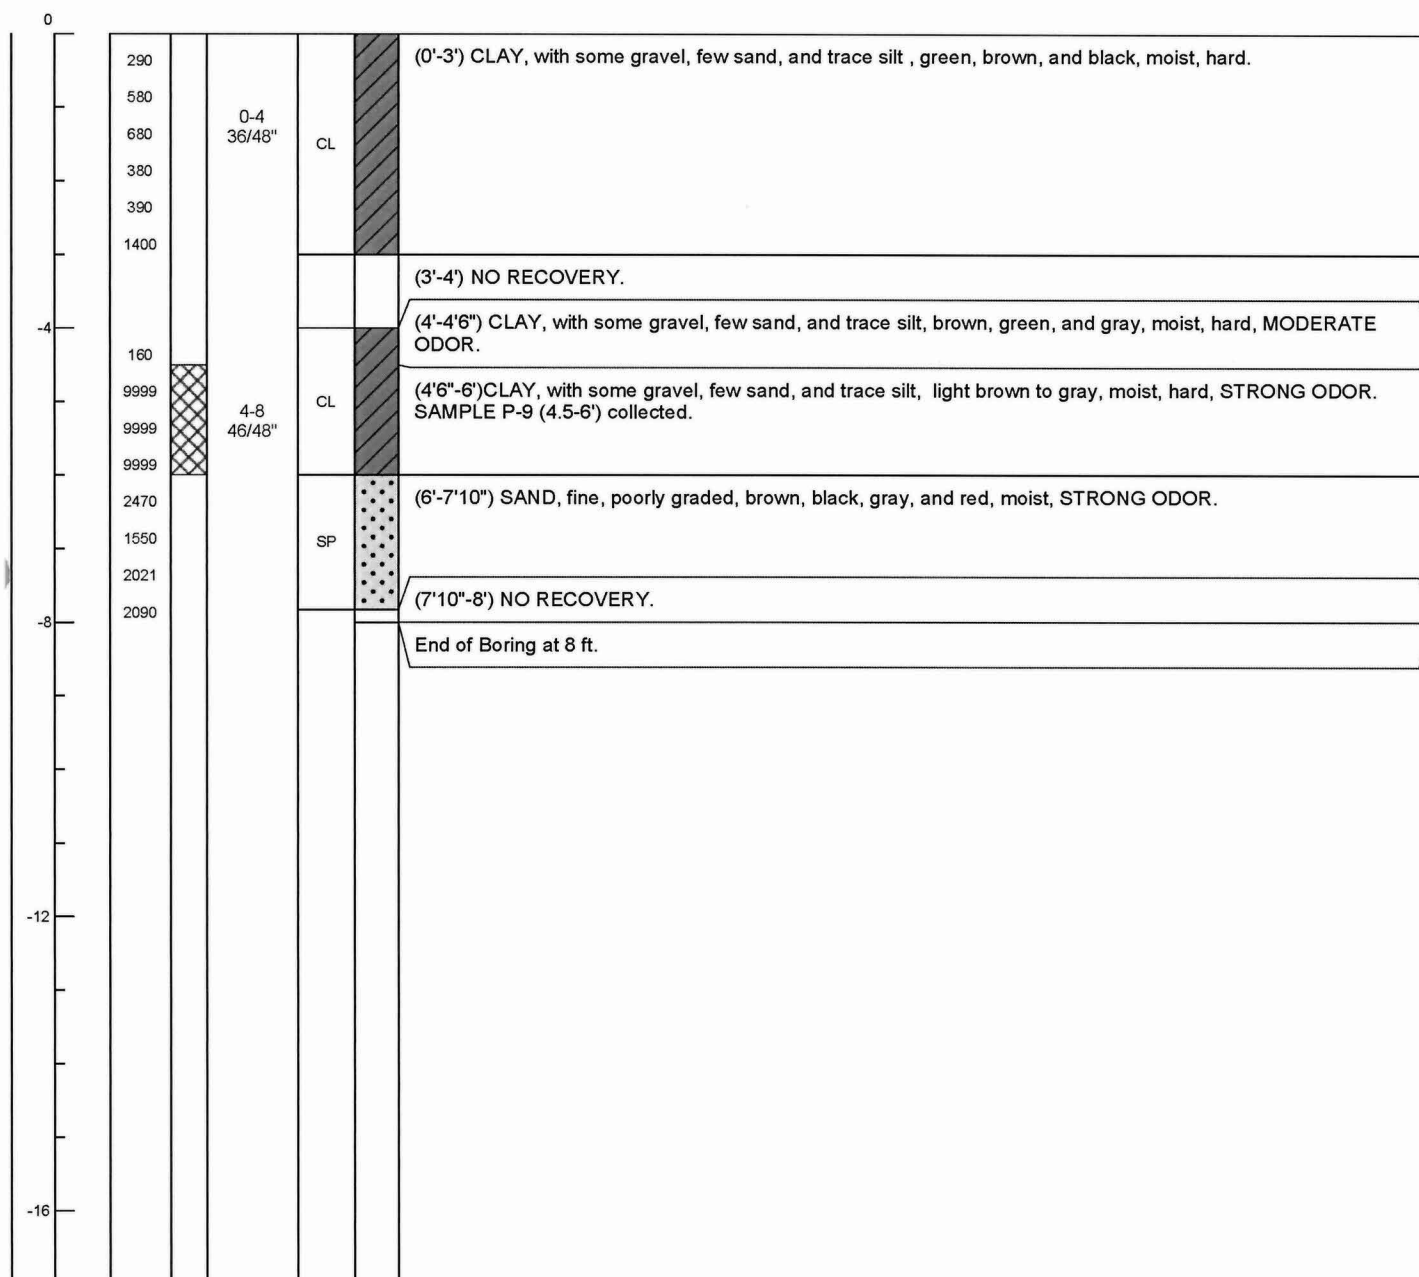 0
290
580
680
380
390
1400
0-4
36/48"
CL
(0'-3') CLAY, with some gravel, few sand, and trace silt , green, brown, and black, moist, hard.
(3'-4') NO RECOVERY.
-4
(4'-4'6") CLAY, with some gravel, few sand, and trace silt, brown, green, and gray, moist, hard, MODERATE
ODOR.
160
9999
9999
9999
4-8
46/48"
CL
(4'6"-6')CLAY, with some gravel, few sand, and trace silt, light brown to gray, moist, hard, STRONG ODOR.
SAMPLE P-9 (4.5-6') collected.
2470
1550
2021
2090
SP
(6'-7'10") SAND, fine, poorly graded, brown, black, gray, and red, moist, STRONG ODOR.
(7'10"-8') NO RECOVERY.
-8
End of Boring at 8 ft.
-12
-16